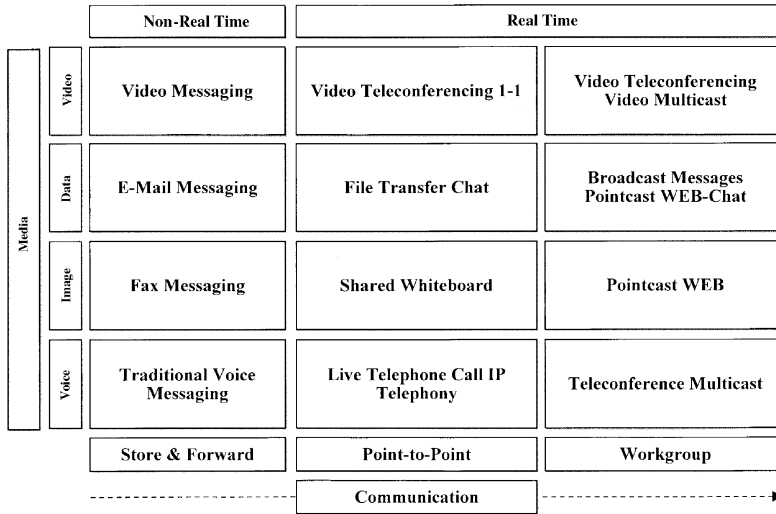 Non-Real Time
Real Time
Media
Video
Video Messaging
Video Teleconferencing 1-1
Video Teleconferencing
Video Multicast
Data
E-Mail Messaging
File Transfer Chat
Broadcast Messages
Pointcast WEB-Chat
Image
Fax Messaging
Shared Whiteboard
Pointcast WEB
Voice
Traditional Voice
Messaging
Live Telephone Call IP
Telephony
Teleconference Multicast
Store & Forward
Point-to-Point
Workgroup
Communication